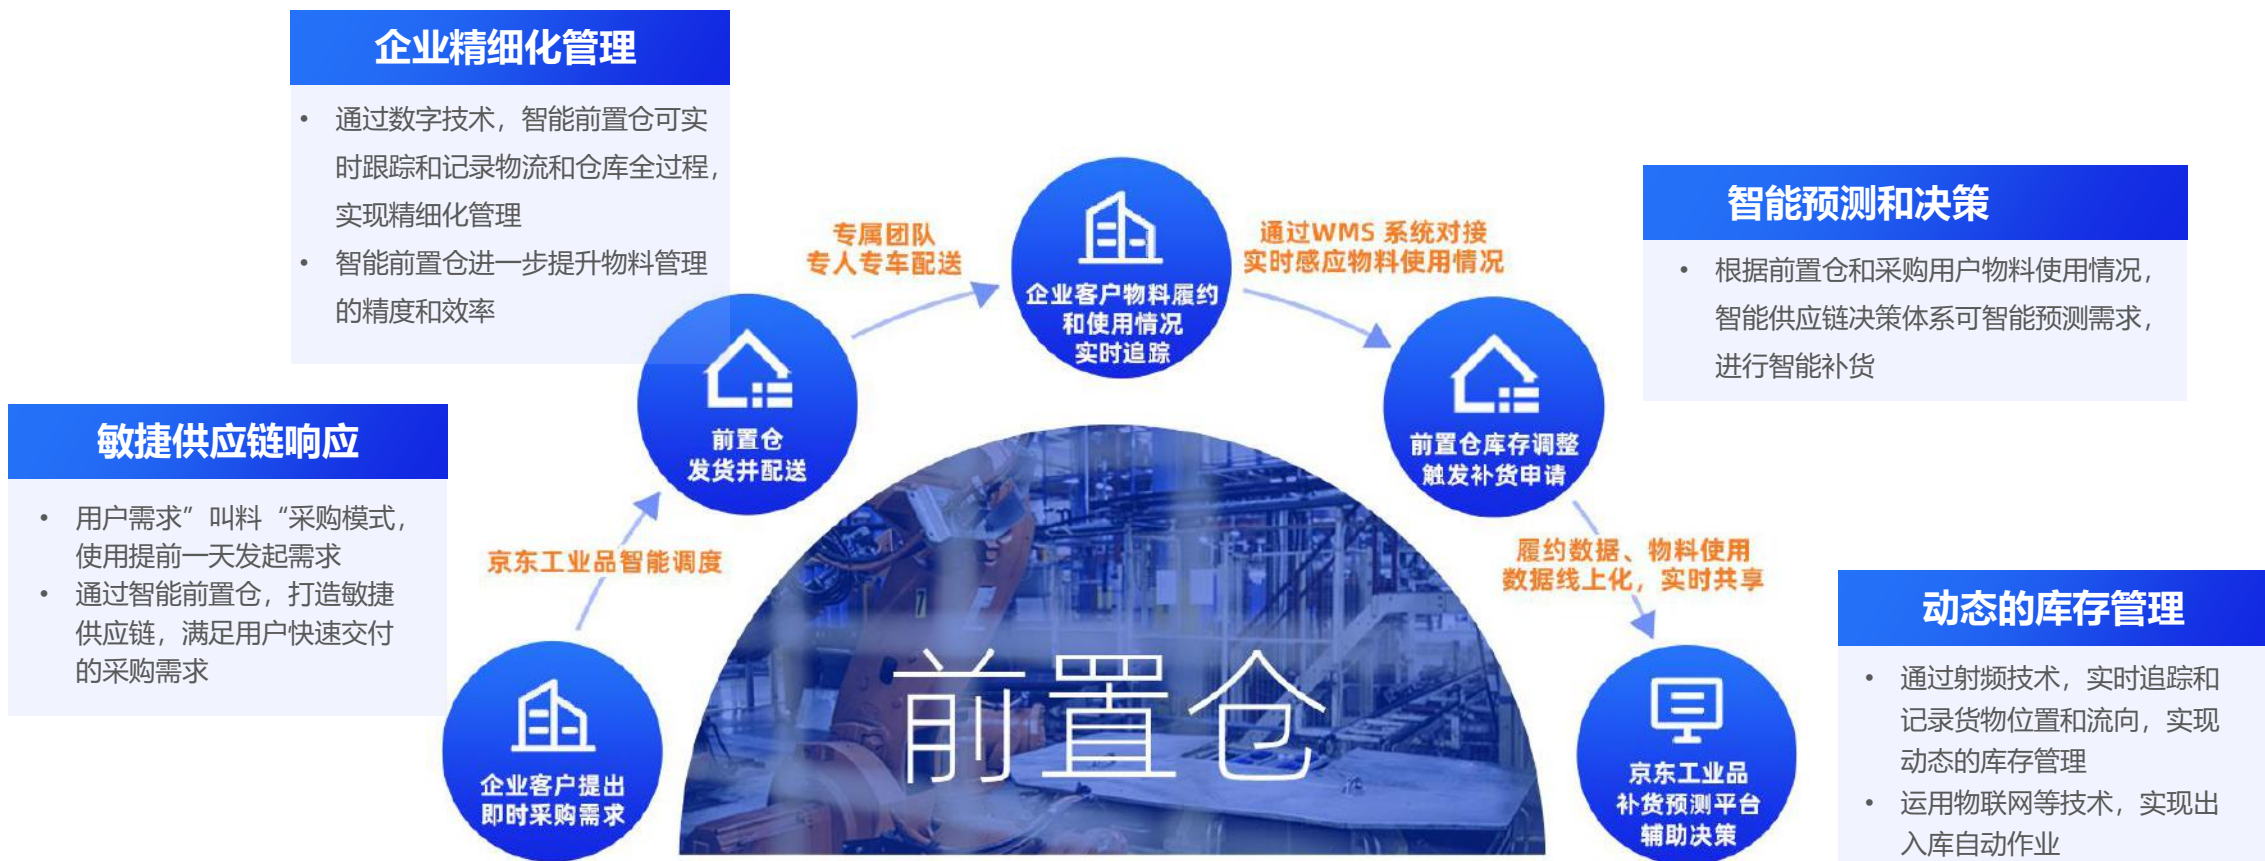 企业精细化管理
• 通过数字技术，智能前置仓可实
时跟踪和记录物流和仓库全过程，
实现精细化管理
• 智能前置仓进一步提升物料管理
的精度和效率
敏捷供应链响应
• 用户需求”叫料“采购模式，
使用提前一天发起需求
• 通过智能前置仓，打造敏捷
供应链，满足用户快速交付
的采购需求
企业客户提出
即时采购需求
京东工业品智能调度
前置仓
发货并配送
专属团队
专人专车配送
企业客户物料履约
和使用情况
实时追踪
通过WMS 系统对接
实时感应物料使用情况
前置仓库存调整
触发补货申请
履约数据、物料使用
数据线上化，实时共享
京东工业品
补货预测平台
辅助决策
前置仓
智能预测和决策
• 根据前置仓和采购用户物料使用情况，
智能供应链决策体系可智能预测需求，
进行智能补货
动态的库存管理
• 通过射频技术，实时追踪和
记录货物位置和流向，实现
动态的库存管理
• 运用物联网等技术，实现出
入库自动作业